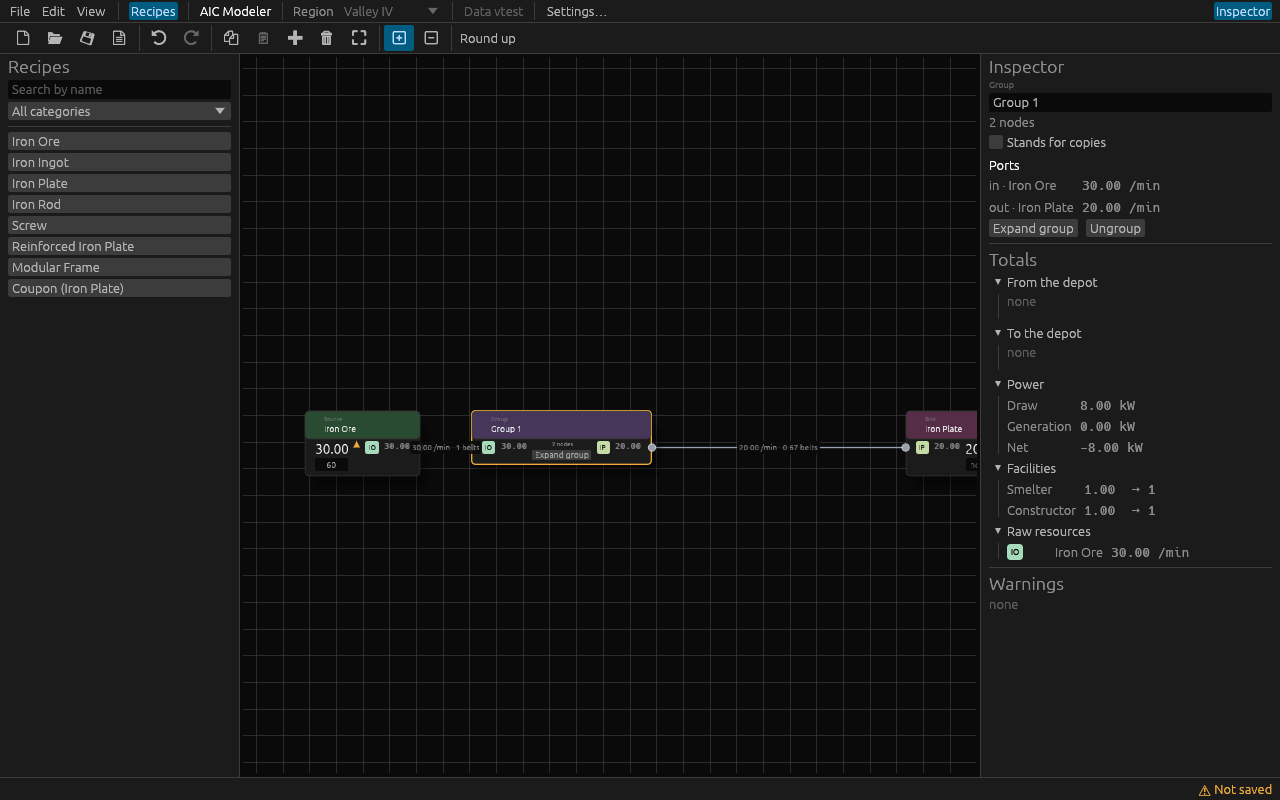 File Edit View Recipes AIC Modeler Region Valley IV Data vtest Settings... Inspector
Round up
Recipes
Search by name
All categories
Iron Ore
Iron Ingot
Iron Plate
Iron Rod
Screw
Reinforced Iron Plate
Modular Frame
Coupon (Iron Plate)
Source
Iron Ore
30.00 IO 30.00
60
30.00 /min 1 belts
Group
Group 1
IO 30.00 2 nodes IP 20.00
Expand group
20.00 /min 0.67 belts
Iron Plate
IP 20.00
Inspector
Group
Group 1
2 nodes
Stands for copies
Ports
in · Iron Ore 30.00 /min
out · Iron Plate 20.00 /min
Expand group Ungroup
Totals
From the depot
none
To the depot
none
Power
Draw 8.00 kW
Generation 0.00 kW
Net −8.00 kW
Facilities
Smelter 1.00 → 1
Constructor 1.00 → 1
Raw resources
IO Iron Ore 30.00 /min
Warnings
none
Not saved